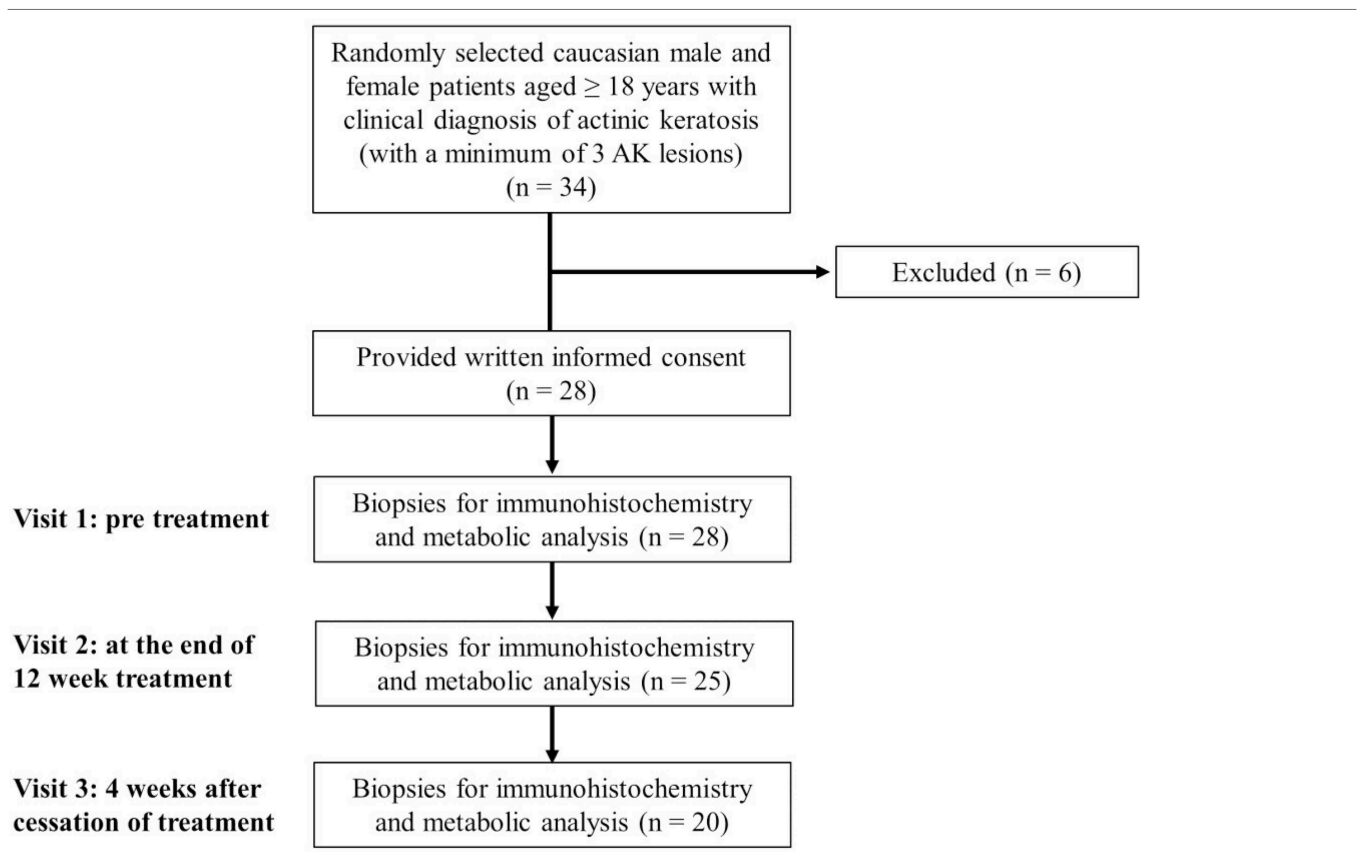 Randomly selected caucasian male and
female patients aged ≥ 18 years with
clinical diagnosis of actinic keratosis
(with a minimum of 3 AK lesions)
(n = 34)
Excluded (n = 6)
Provided written informed consent
(n = 28)
Visit 1: pre treatment
Biopsies for immunohistochemistry
and metabolic analysis (n = 28)
Visit 2: at the end of
12 week treatment
Biopsies for immunohistochemistry
and metabolic analysis (n = 25)
Visit 3: 4 weeks after
cessation of treatment
Biopsies for immunohistochemistry
and metabolic analysis (n = 20)